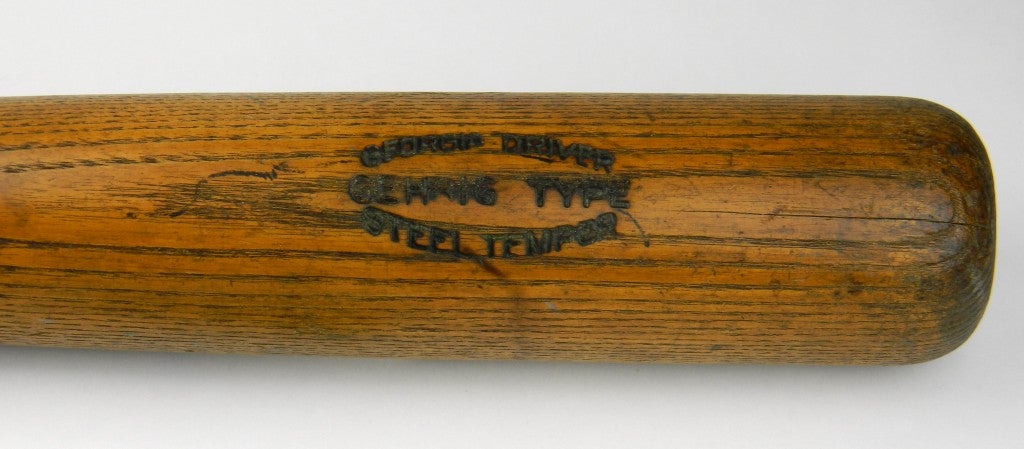 GEORGIA DRIVER
GEHRIG TYPE
STEEL TEMPER